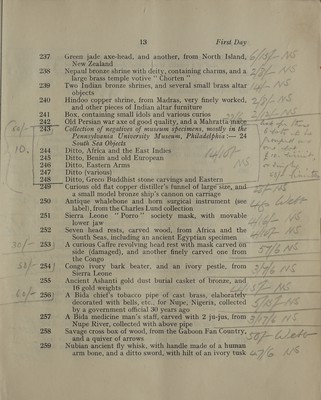 13 First Day
237 Green jade axe-head, and another, from North Island,
New Zealand
238 Nepaul bronze shrine with deity, containing charms, and a
large brass temple votive " Chorten "
239 Two Indian bronze shrines, and several small brass altar
objects
240 Hindoo copper shrine, from Madras, very finely worked,
and other pieces of Indian altar furniture
241 Box, containing small idols and various curios
242 Old Persian war axe of good quality, and a Mahratta mace
243 Collection of negatives of museum specimens, mostly in the
Pennsylvania University Museum, Philadelphia :— 24
South Sea Objects
10. 244 Ditto, Africa and the East Indies
245 Ditto, Benin and old European
246 Ditto, Eastern Arms
247 Ditto (various)
248 Ditto, Greco Buddhist stone carvings and Eastern
249 Curious old flat copper distiller's funnel of large size, and
a small model bronze ship's cannon on carriage
250 Antique whalebone and horn surgical instrument (see
label), from the Charles Lund collection
251 Sierra Leone " Porro " society mask, with movable
lower jaw
252 Seven head rests, carved wood, from Africa and the
South Seas, including an ancient Egyptian specimen
253 A curious Caffre revolving head rest with mask carved on
side (damaged), and another finely carved one from
the Congo
254 Congo ivory bark beater, and an ivory pestle, from
Sierra Leone
255 Ancient Ashanti gold dust burial casket of bronze, and
16 gold weights
256 A Bida chief's tobacco pipe of cast brass, elaborately
decorated with bells, etc., for Nupe, Nigeria, collected
by a government official 30 years ago
257 A Bida medicine man's staff, carved with 2 ju-jus, from
Nupe River, collected with above pipe
258 Savage cross bow of wood, from the Gaboon Fan Country,
and a quiver of arrows
259 Nubian ancient fly whisk, with handle made of a human
arm bone, and a ditto sword, with hilt of an ivory tusk